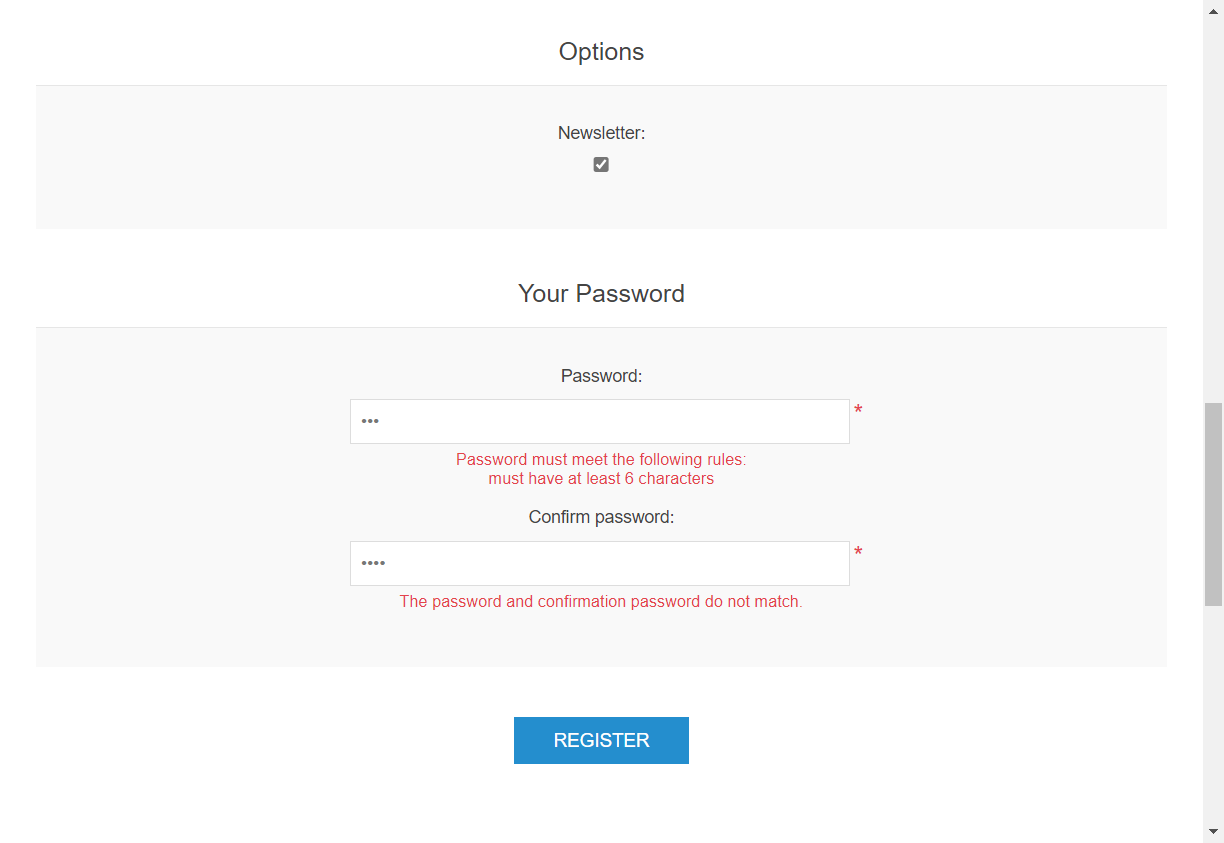 Options
Newsletter:
Your Password
Password:
•••
*
Password must meet the following rules:
must have at least 6 characters
Confirm password:
••••
*
The password and confirmation password do not match.
REGISTER